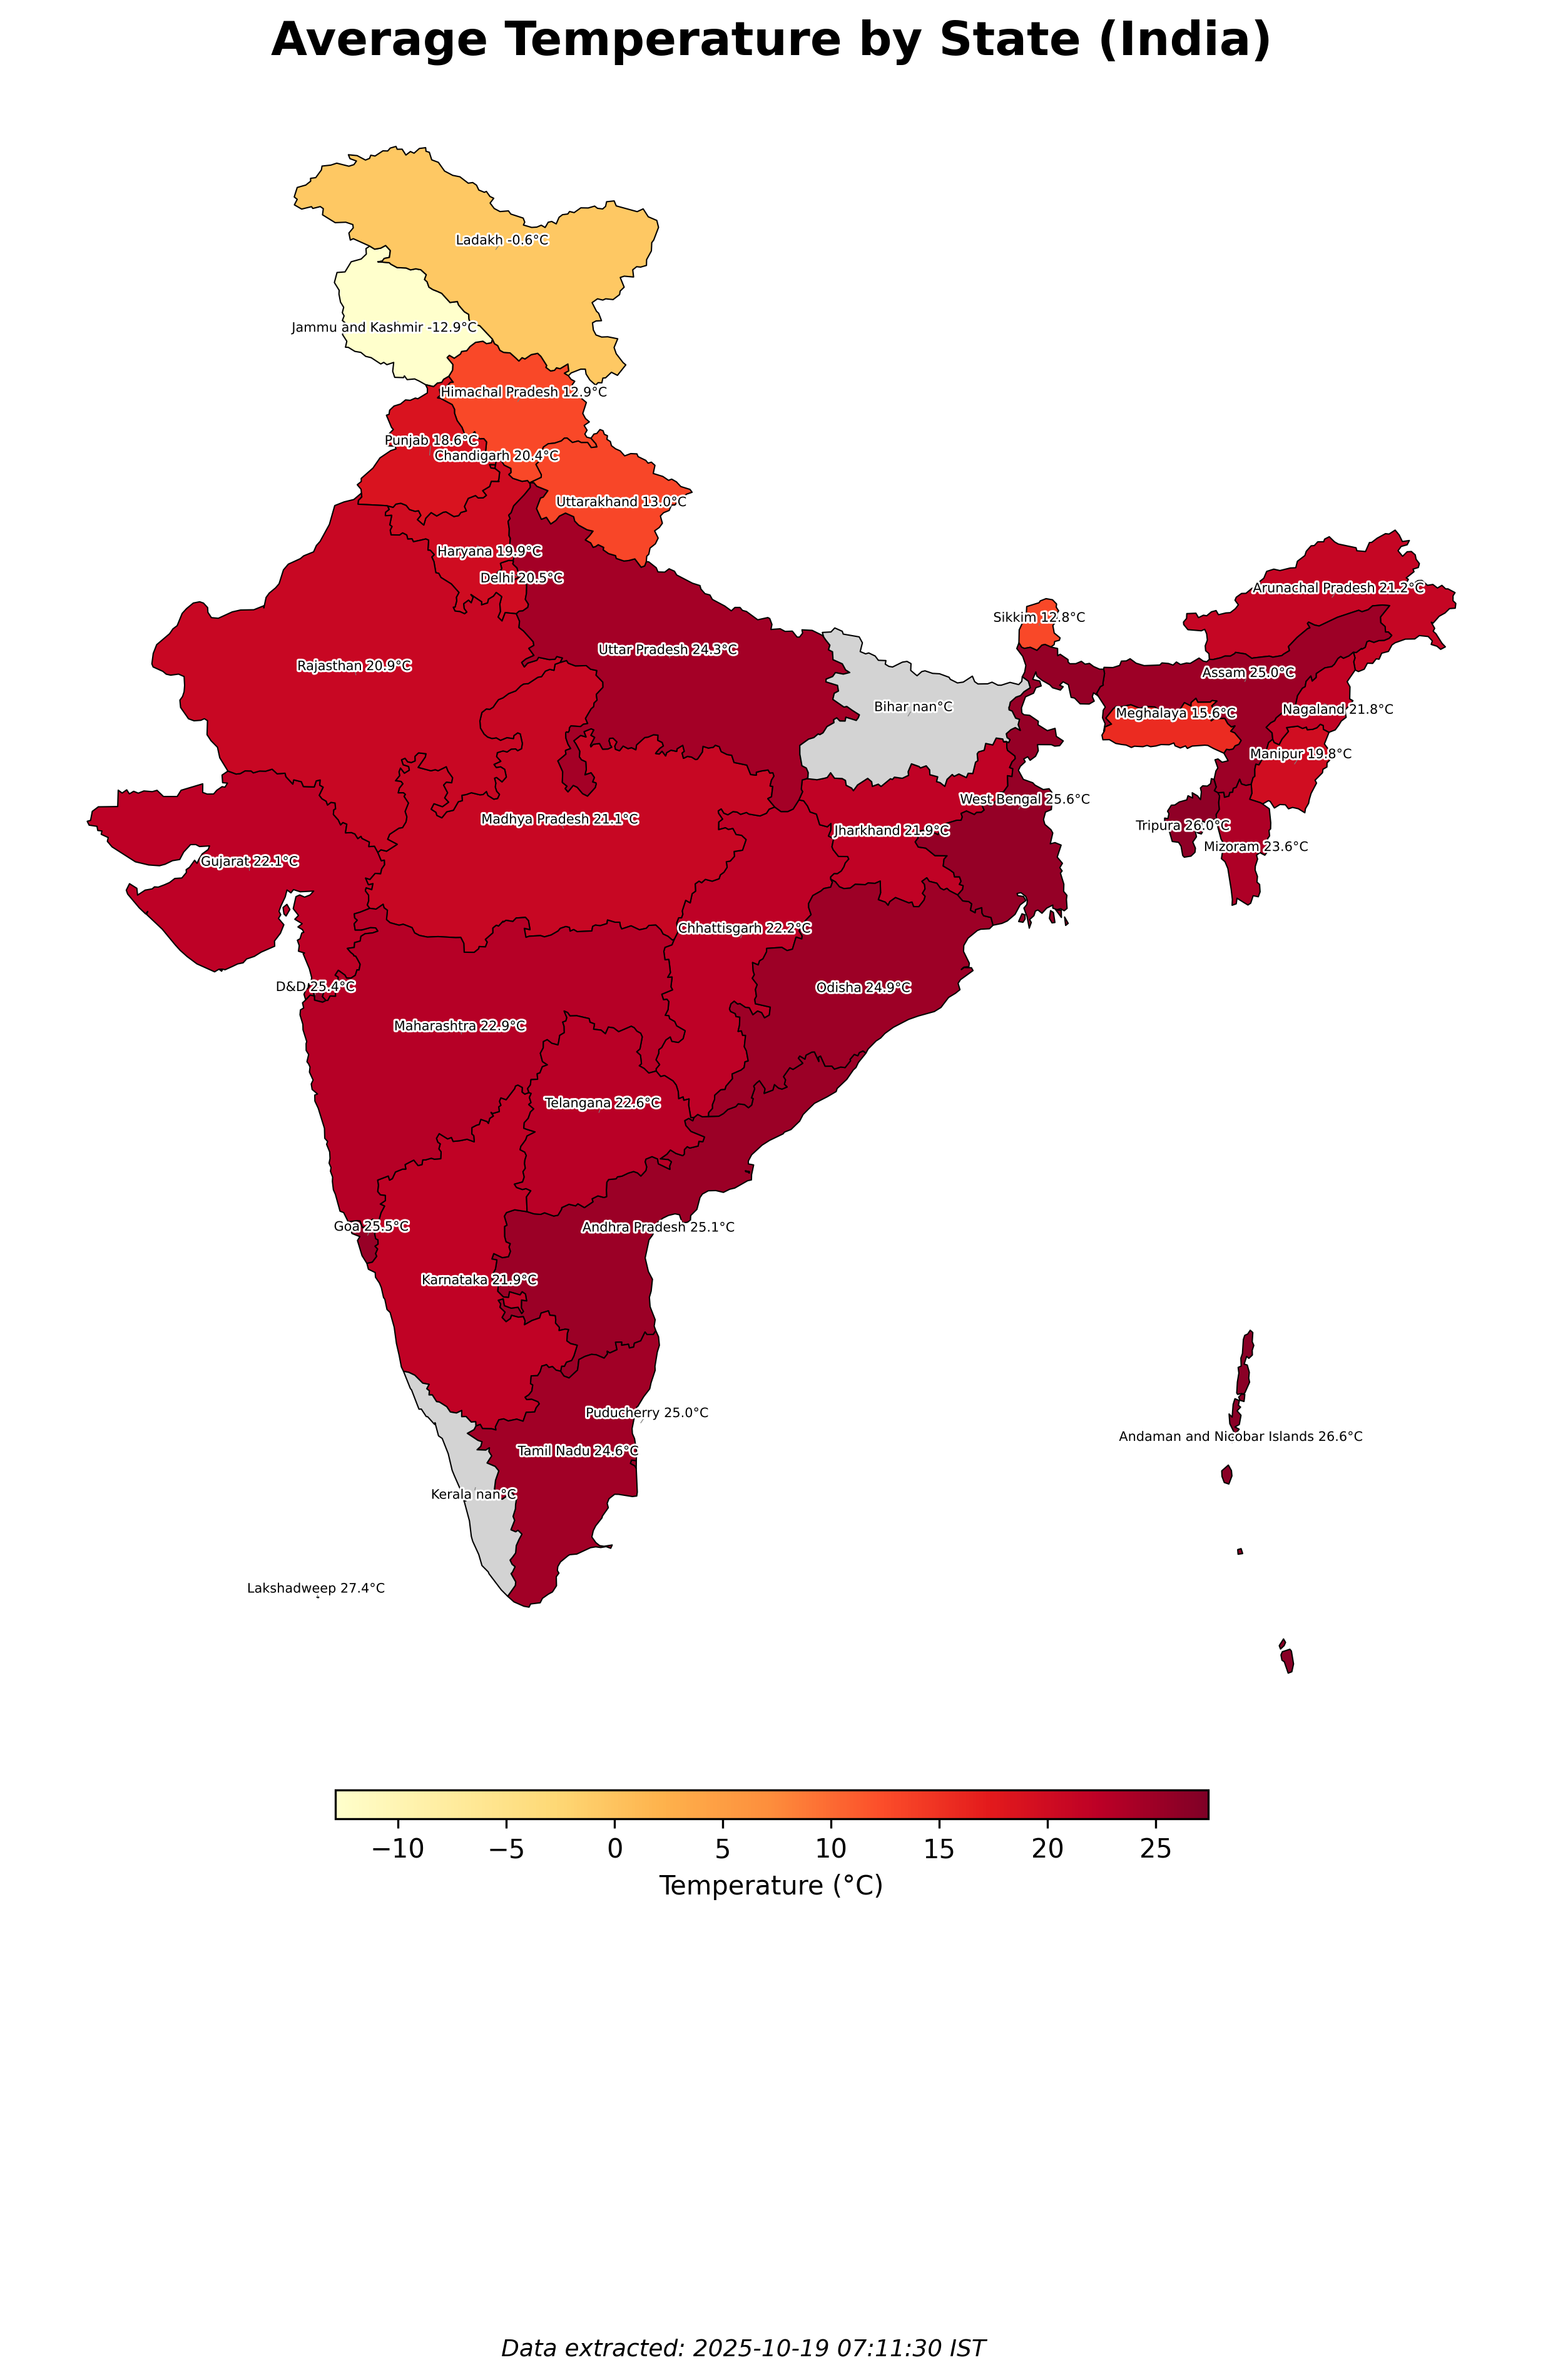 Average Temperature by State (India)
Ladakh -0.6°C
Jammu and Kashmir -12.9°C
Himachal Pradesh 12.9°C
Punjab 18.6°C
Chandigarh 20.4°C
Uttarakhand 13.0°C
Haryana 19.9°C
Delhi 20.5°C
Arunachal Pradesh 21.2°C
Sikkim 12.8°C
Uttar Pradesh 24.3°C
Rajasthan 20.9°C
Assam 25.0°C
Bihar nan°C
Meghalaya 15.6°C
Nagaland 21.8°C
Manipur 19.8°C
West Bengal 25.6°C
Madhya Pradesh 21.1°C
Tripura 26.0°C
Jharkhand 21.9°C
Mizoram 23.6°C
Gujarat 22.1°C
Chhattisgarh 22.2°C
D&D 25.4°C
Odisha 24.9°C
Maharashtra 22.9°C
Telangana 22.6°C
Goa 25.5°C
Andhra Pradesh 25.1°C
Karnataka 21.9°C
Puducherry 25.0°C
Andaman and Nicobar Islands 26.6°C
Tamil Nadu 24.6°C
Kerala nan°C
Lakshadweep 27.4°C
−10 −5 0 5 10 15 20 25
Temperature (°C)
Data extracted: 2025-10-19 07:11:30 IST